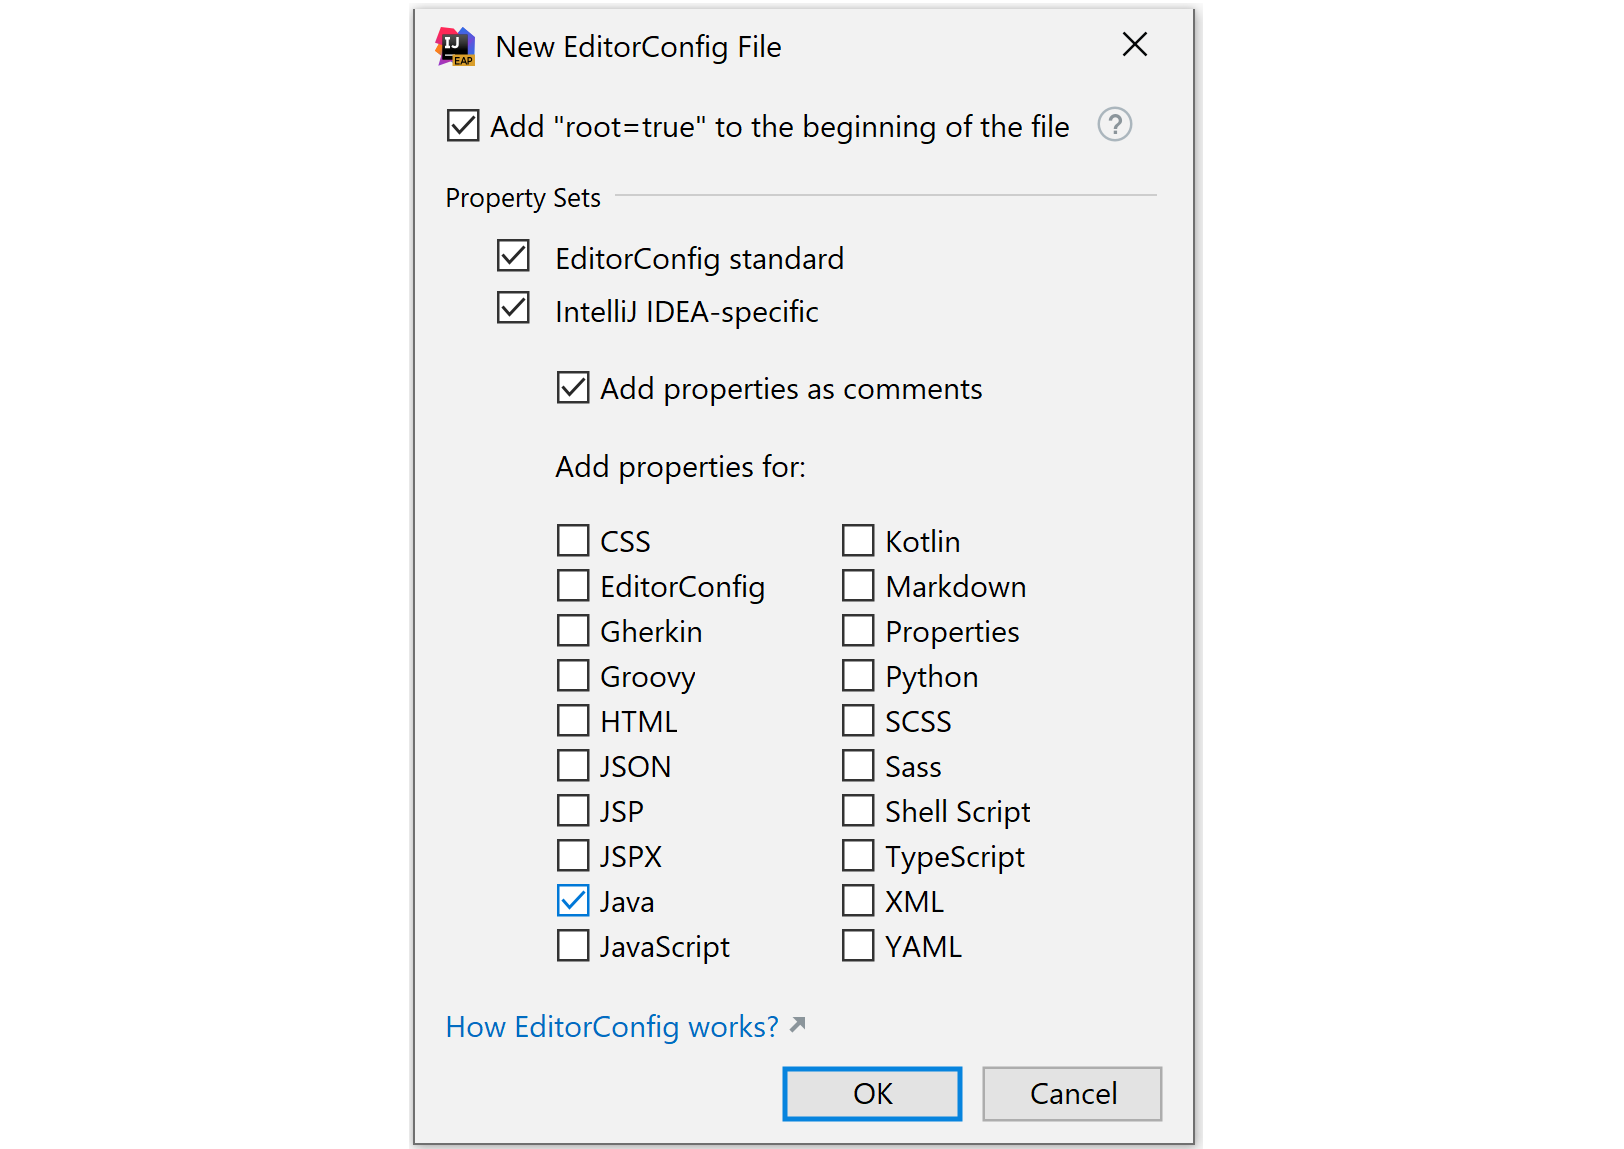 IJ
EAP
New EditorConfig File
Add "root=true" to the beginning of the file ?
Property Sets
EditorConfig standard
IntelliJ IDEA-specific
Add properties as comments
Add properties for:
CSS
EditorConfig
Gherkin
Groovy
HTML
JSON
JSP
JSPX
Java
JavaScript
Kotlin
Markdown
Properties
Python
SCSS
Sass
Shell Script
TypeScript
XML
YAML
How EditorConfig works?
OK
Cancel